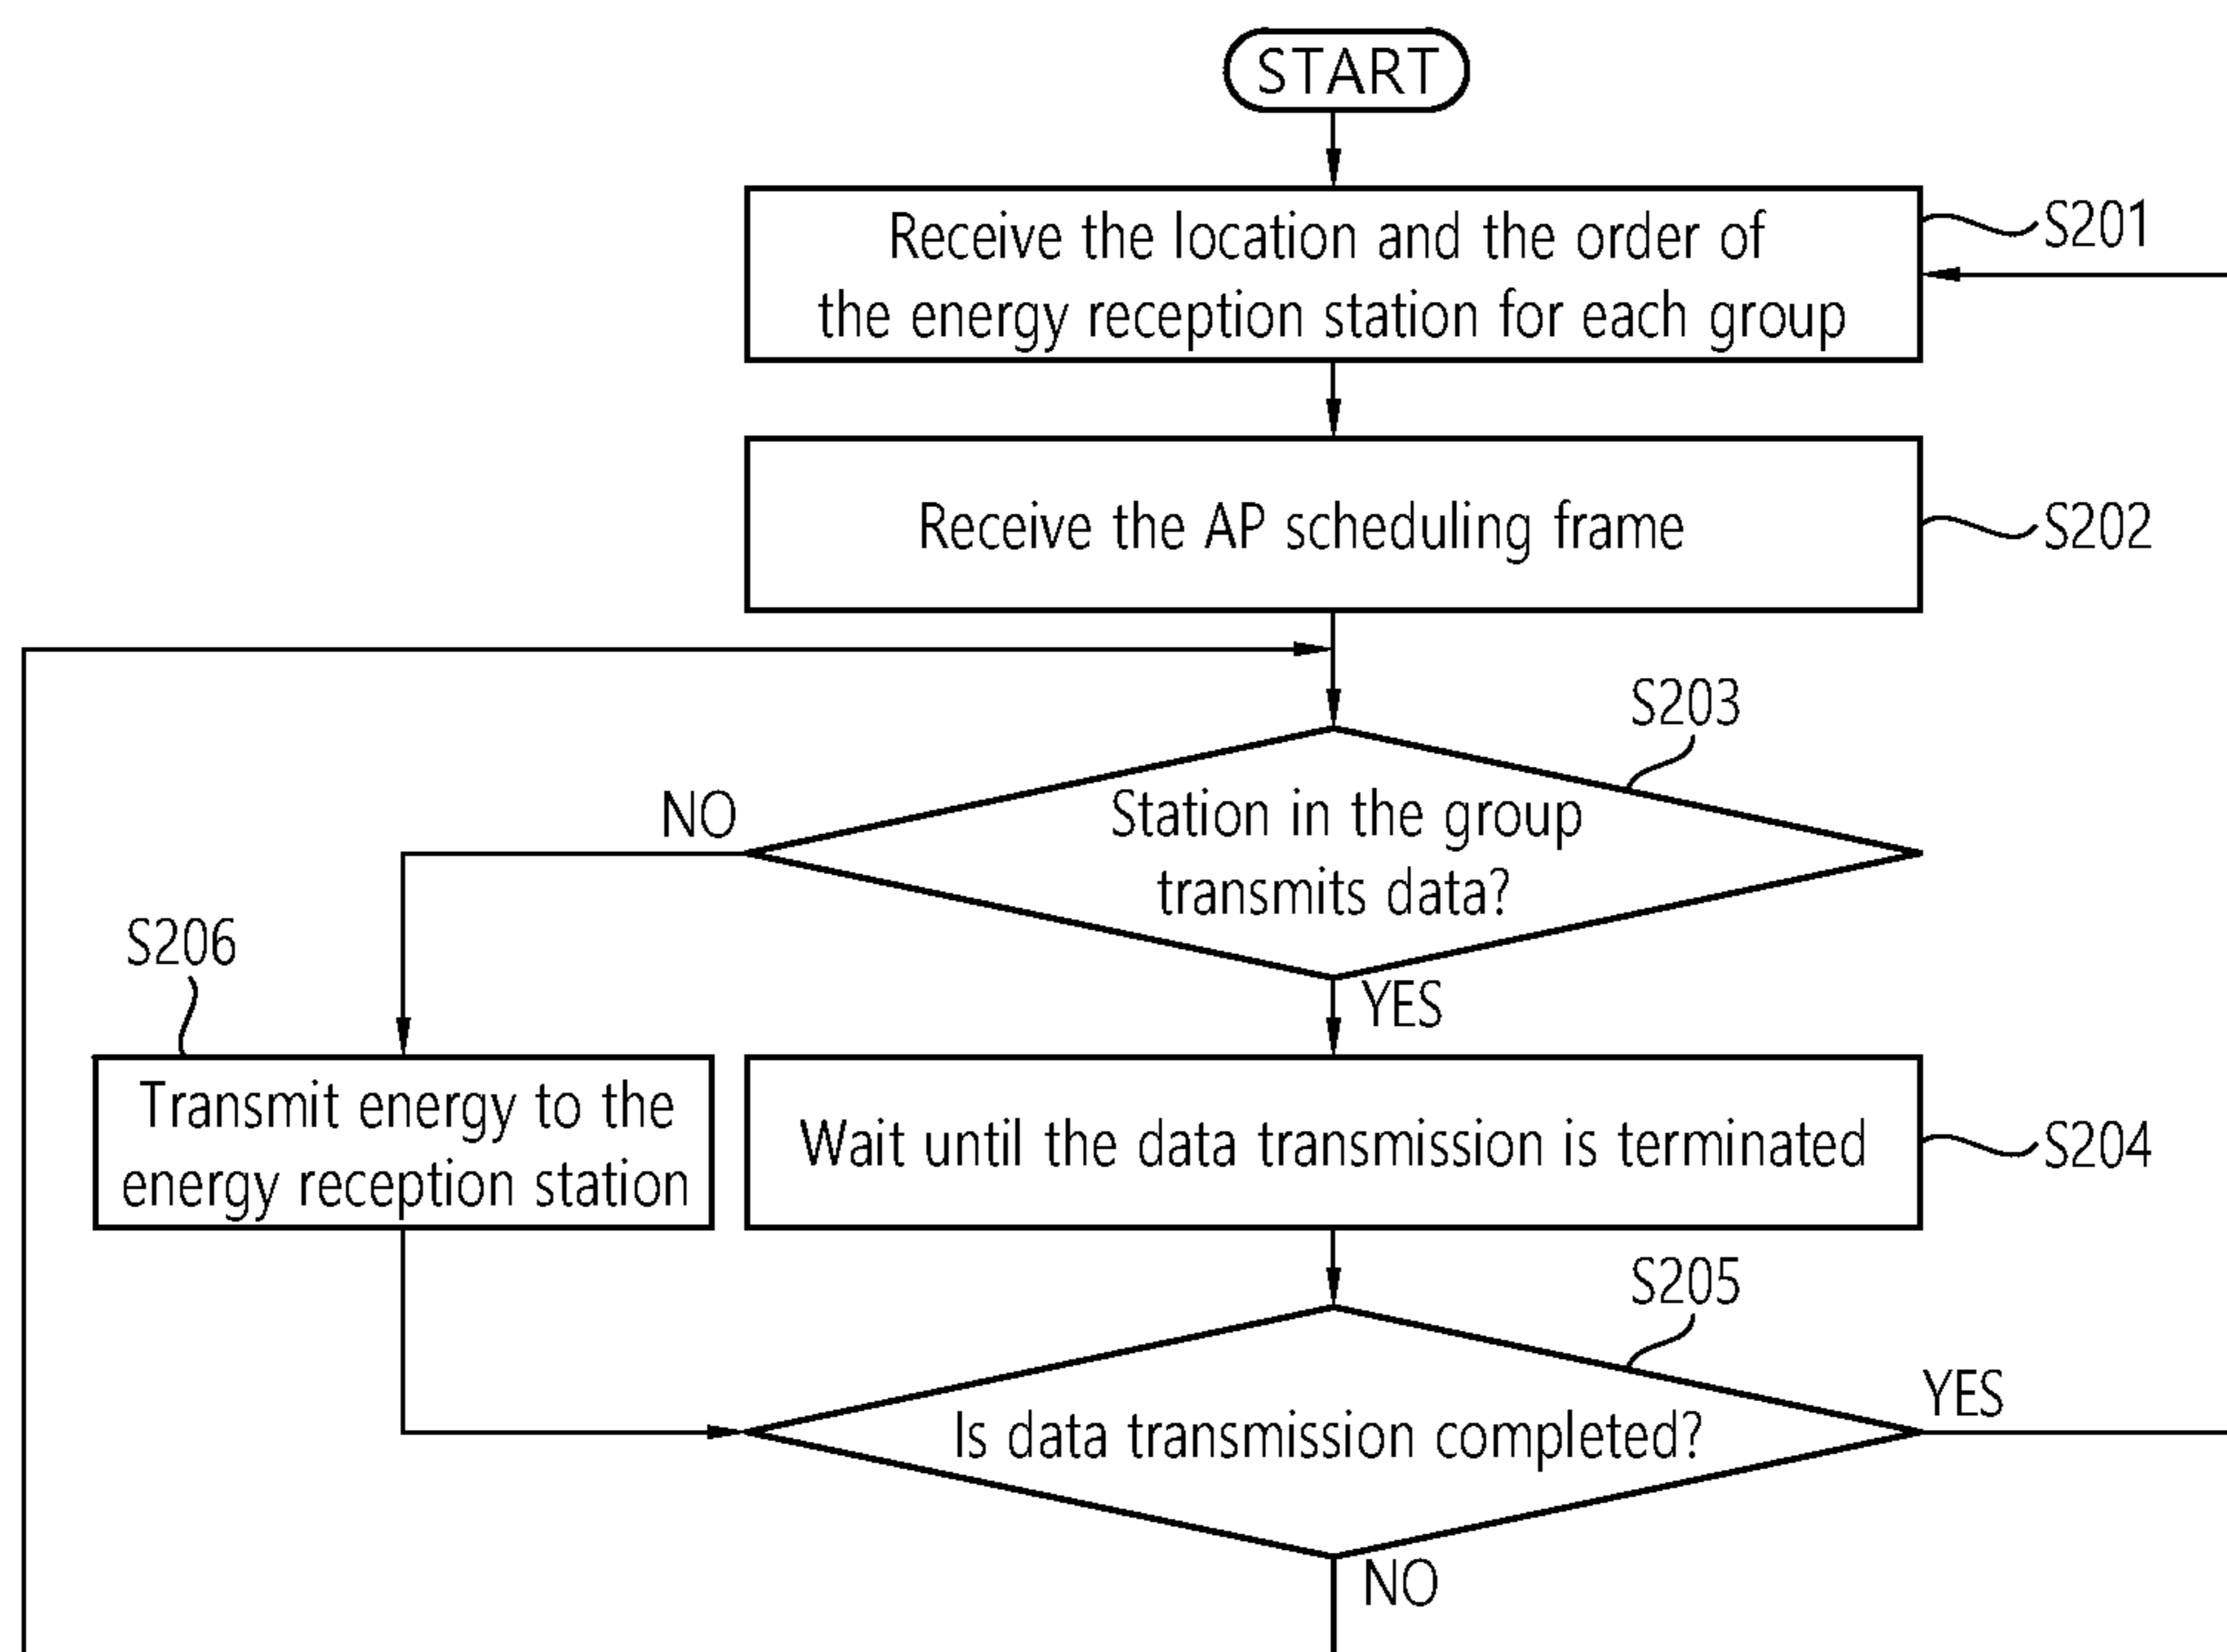 START
Receive the location and the order of
the energy reception station for each group
S201
Receive the AP scheduling frame
S202
S203
NO
Station in the group
transmits data?
YES
S206
Transmit energy to the
energy reception station
Wait until the data transmission is terminated
S204
S205
Is data transmission completed?
YES
NO